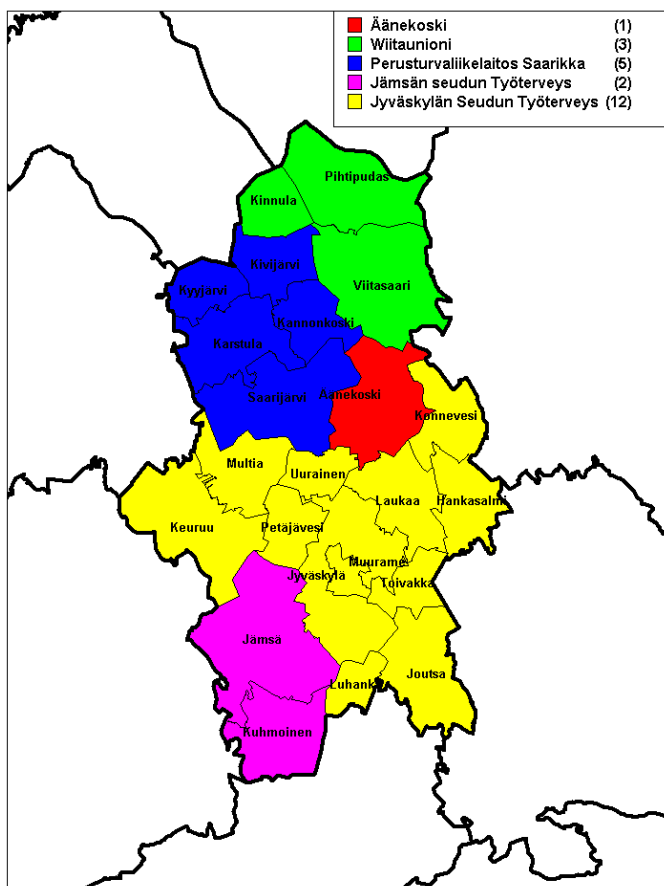 Äänekoski (1)
Wiitaunioni (3)
Perusturvaliikelaitos Saarikka (5)
Jämsän seudun Työterveys (2)
Jyväskylän Seudun Työterveys (12)
Pihtipudas
Kinnula
Kivijärvi
Viitasaari
Kyyjärvi
Kannonkoski
Karstula
Saarijärvi
Äänekoski
Konnevesi
Multia
Uurainen
Laukaa
Hankasalmi
Keuruu
Petäjävesi
Muurame
Jyväskylä
Toivakka
Jämsä
Joutsa
Luhanka
Kuhmoinen